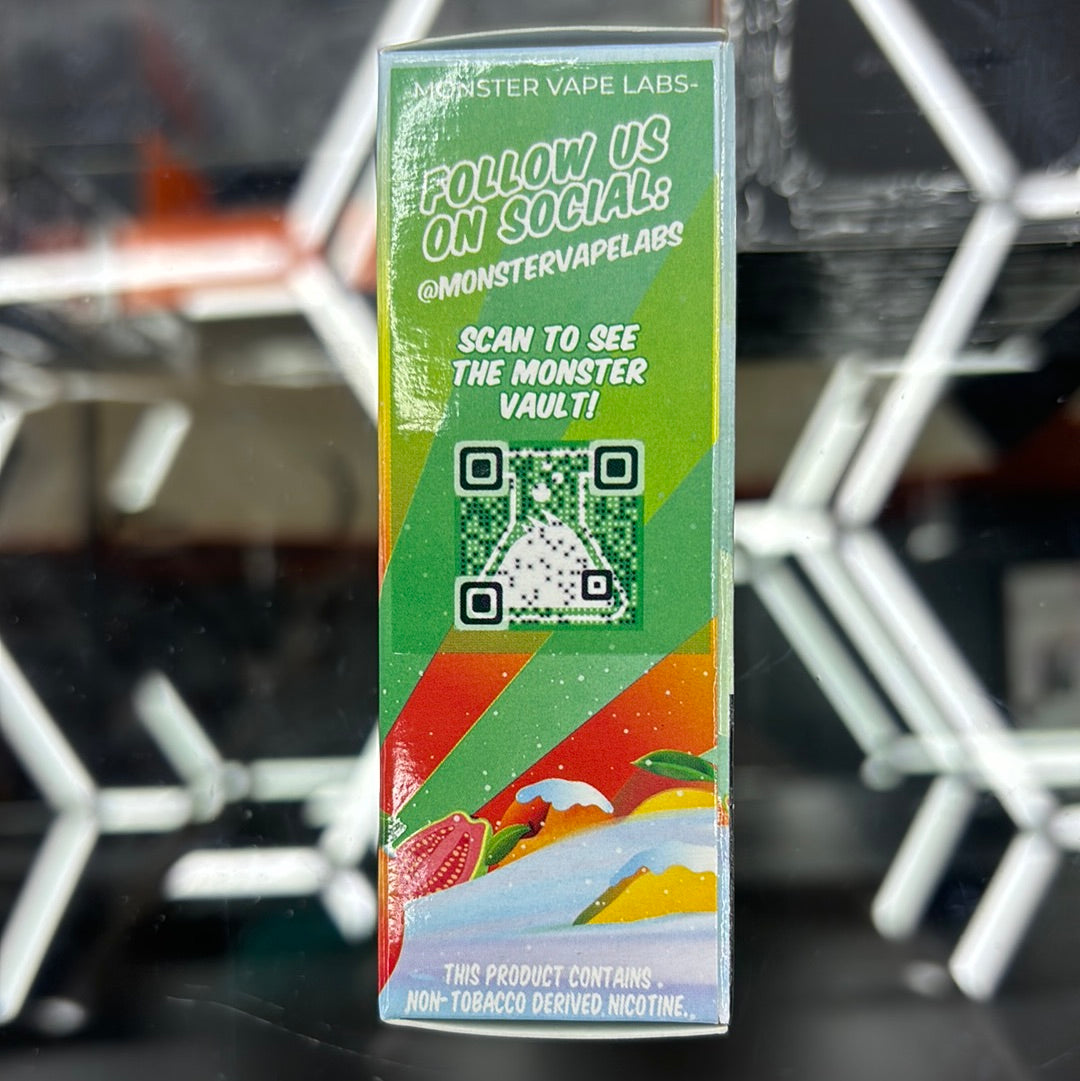 -MONSTER VAPE LABS-
FOLLOW US
ON SOCIAL:
@MONSTERVAPELABS
SCAN TO SEE
THE MONSTER
VAULT!
THIS PRODUCT CONTAINS
NON-TOBACCO DERIVED NICOTINE.